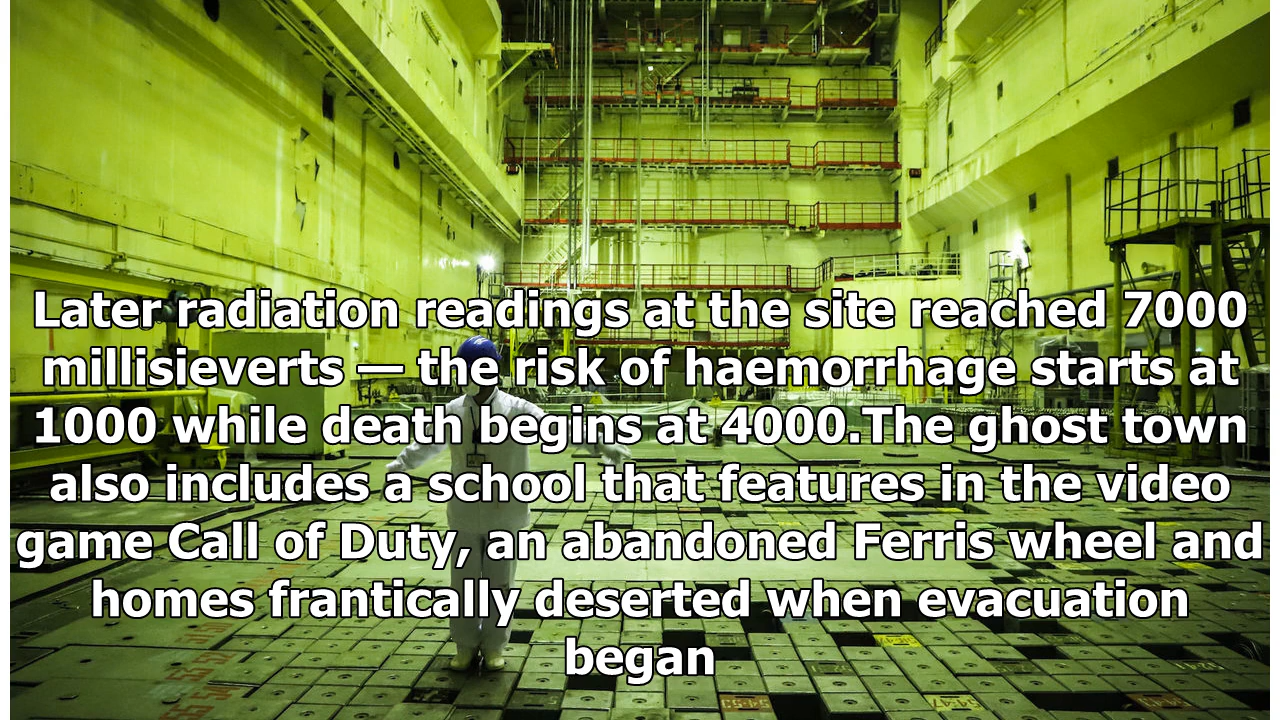 Later radiation readings at the site reached 7000
millisieverts — the risk of haemorrhage starts at
1000 while death begins at 4000.The ghost town
also includes a school that features in the video
game Call of Duty, an abandoned Ferris wheel and
homes frantically deserted when evacuation
began